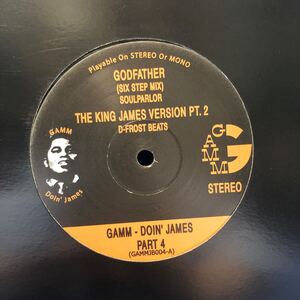 Playable On STEREO Or MONO
GODFATHER
(SIX STEP MIX)
SOULPARLOR
THE KING JAMES VERSION PT. 2
D-FROST BEATS
GAMM
Doin' James
GAMM
G
STEREO
GAMM - DOIN' JAMES
PART 4
(GAMMJB004-A)